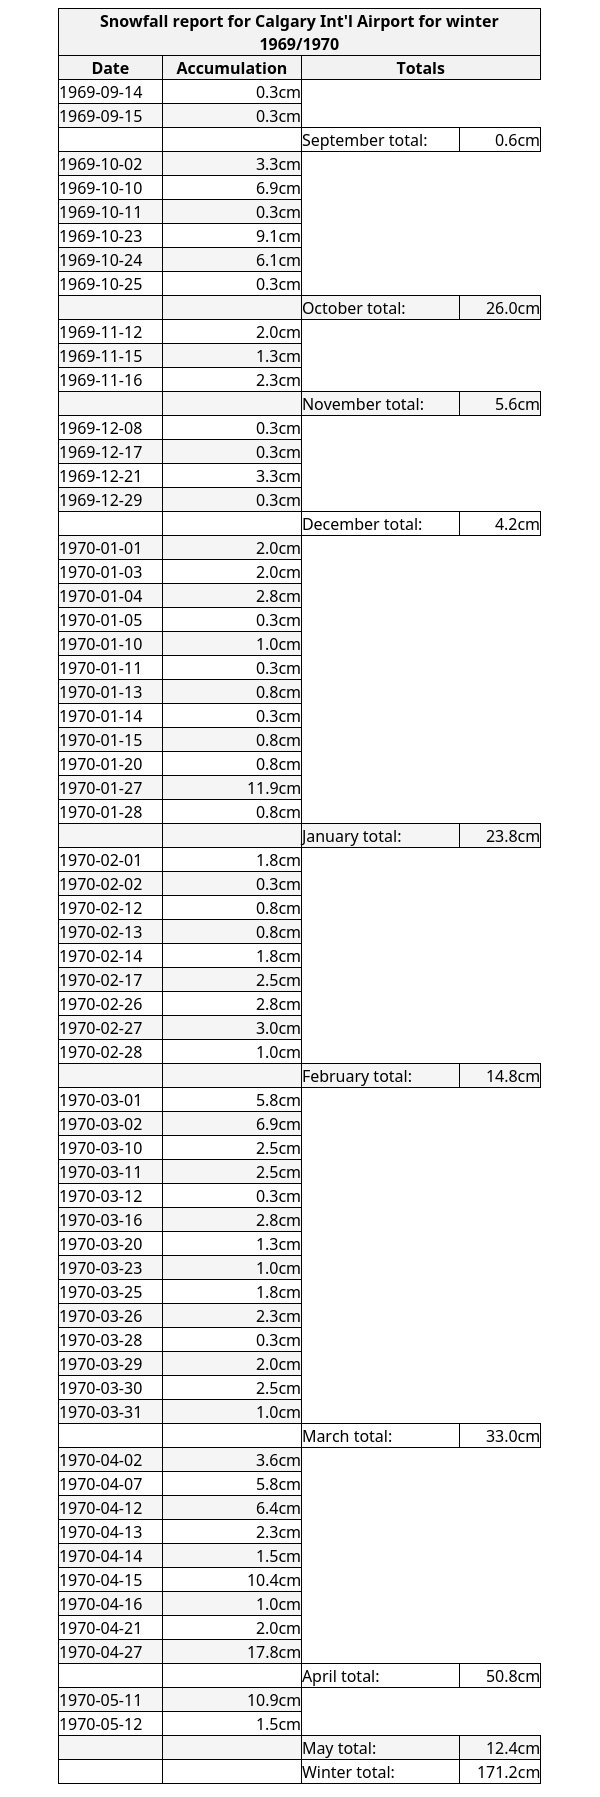 Snowfall report for Calgary Int'l Airport for winter
1969/1970
Date Accumulation Totals
1969-09-14 0.3cm
1969-09-15 0.3cm
September total: 0.6cm
1969-10-02 3.3cm
1969-10-10 6.9cm
1969-10-11 0.3cm
1969-10-23 9.1cm
1969-10-24 6.1cm
1969-10-25 0.3cm
October total: 26.0cm
1969-11-12 2.0cm
1969-11-15 1.3cm
1969-11-16 2.3cm
November total: 5.6cm
1969-12-08 0.3cm
1969-12-17 0.3cm
1969-12-21 3.3cm
1969-12-29 0.3cm
December total: 4.2cm
1970-01-01 2.0cm
1970-01-03 2.0cm
1970-01-04 2.8cm
1970-01-05 0.3cm
1970-01-10 1.0cm
1970-01-11 0.3cm
1970-01-13 0.8cm
1970-01-14 0.3cm
1970-01-15 0.8cm
1970-01-20 0.8cm
1970-01-27 11.9cm
1970-01-28 0.8cm
January total: 23.8cm
1970-02-01 1.8cm
1970-02-02 0.3cm
1970-02-12 0.8cm
1970-02-13 0.8cm
1970-02-14 1.8cm
1970-02-17 2.5cm
1970-02-26 2.8cm
1970-02-27 3.0cm
1970-02-28 1.0cm
February total: 14.8cm
1970-03-01 5.8cm
1970-03-02 6.9cm
1970-03-10 2.5cm
1970-03-11 2.5cm
1970-03-12 0.3cm
1970-03-16 2.8cm
1970-03-20 1.3cm
1970-03-23 1.0cm
1970-03-25 1.8cm
1970-03-26 2.3cm
1970-03-28 0.3cm
1970-03-29 2.0cm
1970-03-30 2.5cm
1970-03-31 1.0cm
March total: 33.0cm
1970-04-02 3.6cm
1970-04-07 5.8cm
1970-04-12 6.4cm
1970-04-13 2.3cm
1970-04-14 1.5cm
1970-04-15 10.4cm
1970-04-16 1.0cm
1970-04-21 2.0cm
1970-04-27 17.8cm
April total: 50.8cm
1970-05-11 10.9cm
1970-05-12 1.5cm
May total: 12.4cm
Winter total: 171.2cm